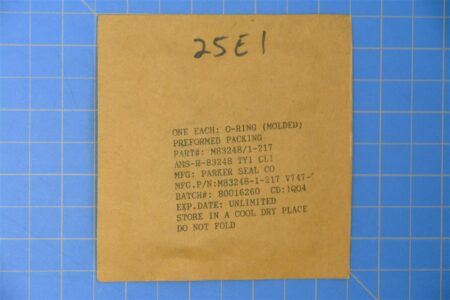 25E1
ONE EACH: O-RING (MOLDED)
PREFORMED PACKING
PART#: M83248/1-217
AMS-R-83248 TY1 CL1
MFG: PARKER SEAL CO
MFG.P/N:M83248-1-217 V747-
BATCH#: 80016260 CD:1Q04
EXP.DATE: UNLIMITED
STORE IN A COOL DRY PLACE
DO NOT FOLD